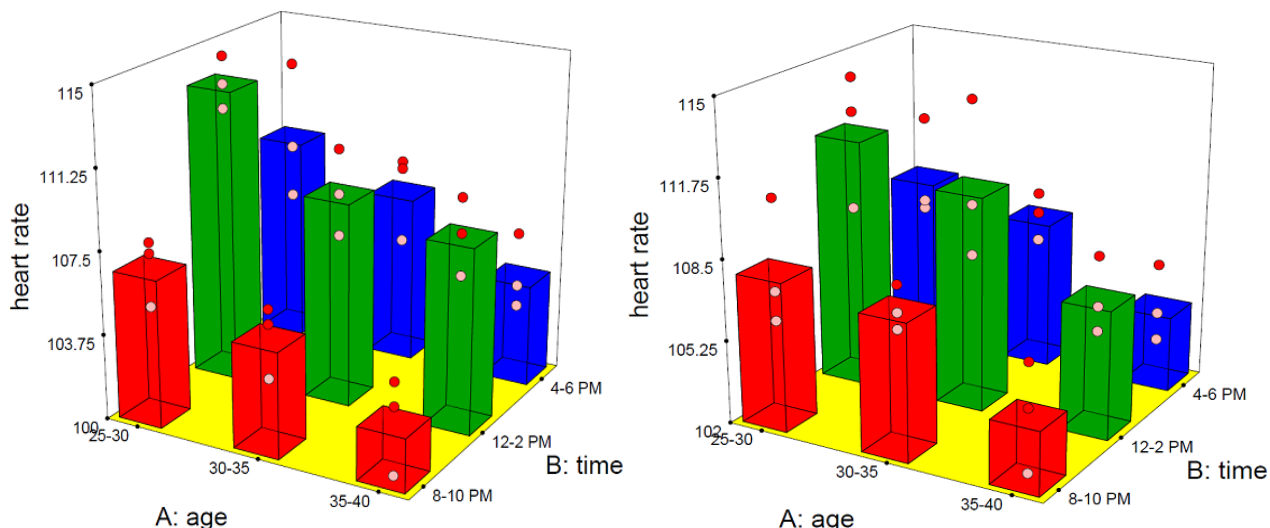 115
111.25
107.5
103.75
100
heart rate
25-30
30-35
35-40
A: age
8-10 PM
12-2 PM
4-6 PM
B: time
115
111.75
108.5
105.25
102
heart rate
25-30
30-35
35-40
A: age
8-10 PM
12-2 PM
4-6 PM
B: time